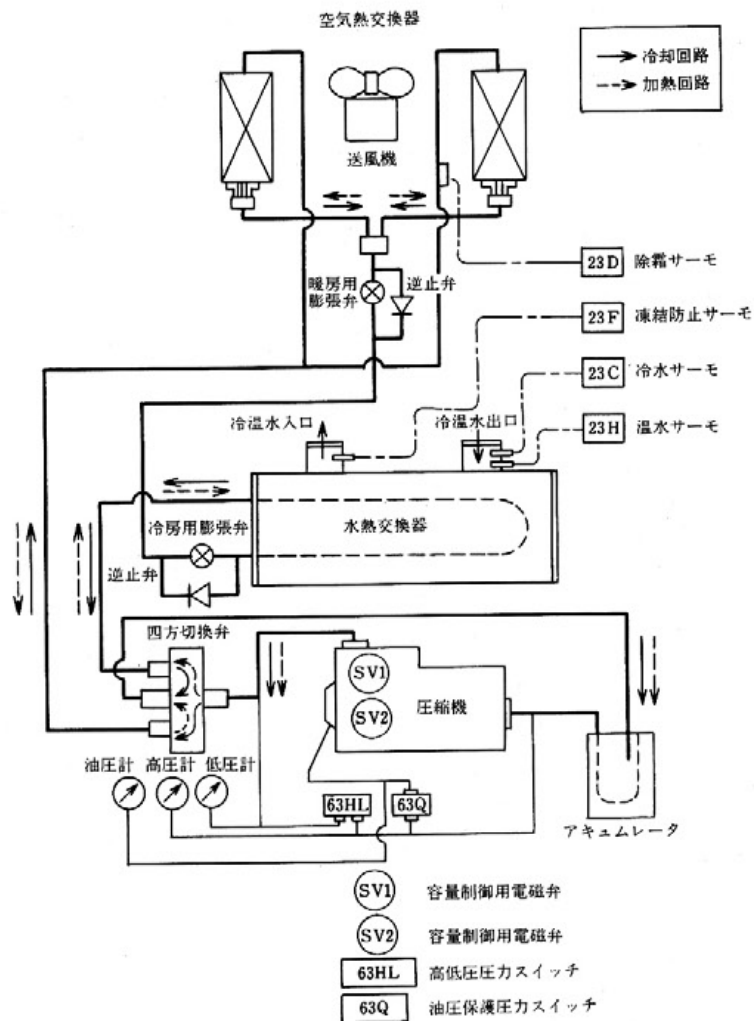 空気熱交換器
冷却回路
加熱回路
送風機
23D 除霜サーモ
暖房用
膨張弁
逆止弁
23F 凍結防止サーモ
23C 冷水サーモ
冷温水入口
冷温水出口
23H 温水サーモ
冷房用膨張弁
水熱交換器
逆止弁
四方切換弁
SV1
SV2
圧縮機
油圧計
高圧計
低圧計
63HL
63Q
アキュムレータ
SV1 容量制御用電磁弁
SV2 容量制御用電磁弁
63HL 高低圧圧力スイッチ
63Q 油圧保護圧力スイッチ